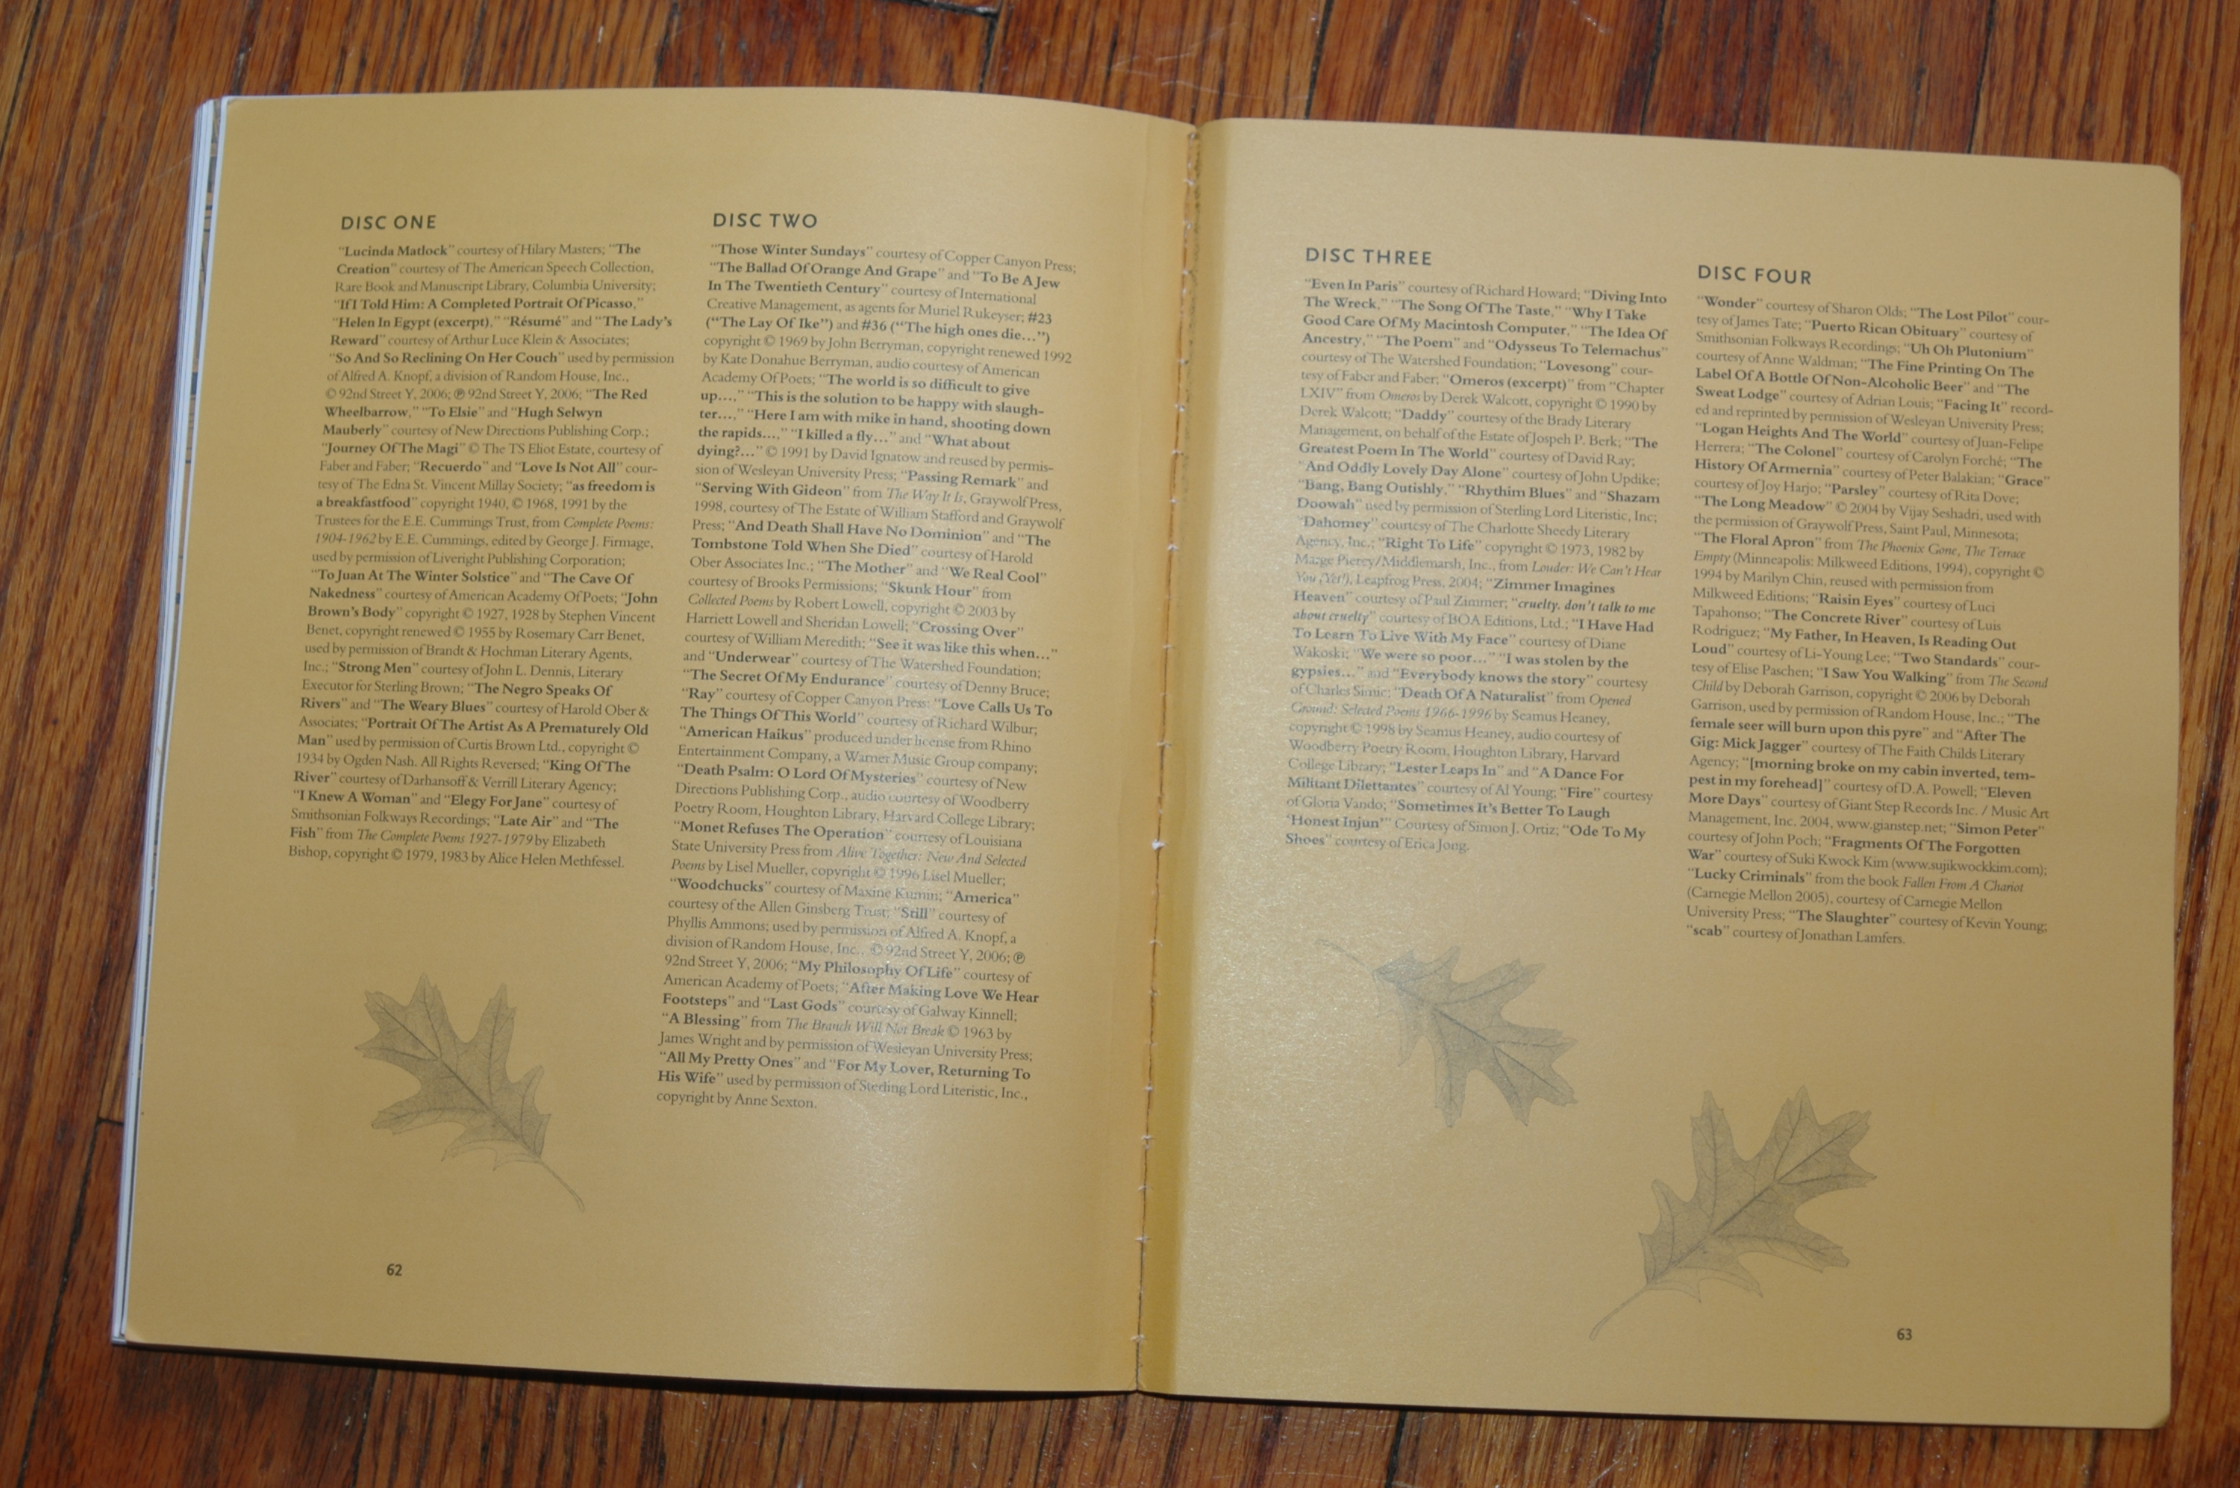 DISC ONE
"Lucinda Matlock" courtesy of Hilary Masters; "The
Creation" courtesy of The American Speech Collection,
Rare Book and Manuscript Library, Columbia University;
"If I Told Him: A Completed Portrait Of Picasso,"
"Helen In Egypt (excerpt)," "Résumé" and "The Lady's
Reward" courtesy of Arthur Luce Klein & Associates;
"So And So Reclining On Her Couch" used by permission
of Alfred A. Knopf, a division of Random House, Inc.,
© 92nd Street Y, 2006; ℗ 92nd Street Y, 2006; "The Red
Wheelbarrow," "To Elsie" and "Hugh Selwyn
Mauberly" courtesy of New Directions Publishing Corp.;
"Journey Of The Magi" © The TS Eliot Estate, courtesy of
Faber and Faber; "Recuerdo" and "Love Is Not All" cour-
tesy of The Edna St. Vincent Millay Society; "as freedom is
a breakfastfood" copyright 1940, © 1968, 1991 by the
Trustees for the E.E. Cummings Trust, from Complete Poems:
1904-1962 by E.E. Cummings, edited by George J. Firmage,
used by permission of Liveright Publishing Corporation;
"To Juan At The Winter Solstice" and "The Cave Of
Nakedness" courtesy of American Academy Of Poets; "John
Brown's Body" copyright © 1927, 1928 by Stephen Vincent
Benet, copyright renewed © 1955 by Rosemary Carr Benet,
used by permission of Brandt & Hochman Literary Agents,
Inc.; "Strong Men" courtesy of John L. Dennis, Literary
Executor for Sterling Brown; "The Negro Speaks Of
Rivers" and "The Weary Blues" courtesy of Harold Ober &
Associates; "Portrait Of The Artist As A Prematurely Old
Man" used by permission of Curtis Brown Ltd., copyright ©
1934 by Ogden Nash. All Rights Reversed; "King Of The
River" courtesy of Darhansoff & Verrill Literary Agency;
"I Knew A Woman" and "Elegy For Jane" courtesy of
Smithsonian Folkways Recordings; "Late Air" and "The
Fish" from The Complete Poems 1927-1979 by Elizabeth
Bishop, copyright © 1979, 1983 by Alice Helen Methfessel.
DISC TWO
"Those Winter Sundays" courtesy of Copper Canyon Press;
"The Ballad Of Orange And Grape" and "To Be A Jew
In The Twentieth Century" courtesy of International
Creative Management, as agents for Muriel Rukeyser; #23
("The Lay Of Ike") and #36 ("The high ones die...")
copyright © 1969 by John Berryman, copyright renewed 1992
by Kate Donahue Berryman, audio courtesy of American
Academy Of Poets; "The world is so difficult to give
up...," "This is the solution to be happy with slaugh-
ter...," "Here I am with mike in hand, shooting down
the rapids...," "I killed a fly..." and "What about
dying?..." © 1991 by David Ignatow and reused by permis-
sion of Wesleyan University Press; "Passing Remark" and
"Serving With Gideon" from The Way It Is, Graywolf Press,
1998, courtesy of The Estate of William Stafford and Graywolf
Press; "And Death Shall Have No Dominion" and "The
Tombstone Told When She Died" courtesy of Harold
Ober Associates Inc.; "The Mother" and "We Real Cool"
courtesy of Brooks Permissions; "Skunk Hour" from
Collected Poems by Robert Lowell, copyright © 2003 by
Harriett Lowell and Sheridan Lowell; "Crossing Over"
courtesy of William Meredith; "See it was like this when..."
and "Underwear" courtesy of The Watershed Foundation;
"The Secret Of My Endurance" courtesy of Denny Bruce;
"Ray" courtesy of Copper Canyon Press; "Love Calls Us To
The Things Of This World" courtesy of Richard Wilbur;
"American Haikus" produced under license from Rhino
Entertainment Company, a Warner Music Group company;
"Death Psalm: O Lord Of Mysteries" courtesy of New
Directions Publishing Corp., audio courtesy of Woodberry
Poetry Room, Houghton Library, Harvard College Library;
"Monet Refuses The Operation" courtesy of Louisiana
State University Press from Alive Together: New And Selected
Poems by Lisel Mueller, copyright © 1996 Lisel Mueller;
"Woodchucks" courtesy of Maxine Kumin; "America"
courtesy of the Allen Ginsberg Trust; "Still" courtesy of
Phyllis Ammons; used by permission of Alfred A. Knopf, a
division of Random House, Inc., © 92nd Street Y, 2006; ℗
92nd Street Y, 2006; "My Philosophy Of Life" courtesy of
American Academy of Poets; "After Making Love We Hear
Footsteps" and "Last Gods" courtesy of Galway Kinnell;
"A Blessing" from The Branch Will Not Break © 1963 by
James Wright and by permission of Wesleyan University Press;
"All My Pretty Ones" and "For My Lover, Returning To
His Wife" used by permission of Sterling Lord Literistic, Inc.,
copyright by Anne Sexton.
62
DISC THREE
"Even In Paris" courtesy of Richard Howard; "Diving Into
The Wreck," "The Song Of The Taste," "Why I Take
Good Care Of My Macintosh Computer," "The Idea Of
Ancestry," "The Poem" and "Odysseus To Telemachus"
courtesy of The Watershed Foundation; "Lovesong" cour-
tesy of Faber and Faber; "Omeros (excerpt)" from "Chapter
LXIV" from Omeros by Derek Walcott, copyright © 1990 by
Derek Walcott; "Daddy" courtesy of the Brady Literary
Management, on behalf of the Estate of Jospeh P. Berk; "The
Greatest Poem In The World" courtesy of David Ray;
"And Oddly Lovely Day Alone" courtesy of John Updike;
"Bang, Bang Outishly," "Rhythim Blues" and "Shazam
Doowah" used by permission of Sterling Lord Literistic, Inc;
"Dahomey" courtesy of The Charlotte Sheedy Literary
Agency, Inc.; "Right To Life" copyright © 1973, 1982 by
Marge Piercy/Middlemarsh, Inc., from Louder: We Can't Hear
You (Yet!), Leapfrog Press, 2004; "Zimmer Imagines
Heaven" courtesy of Paul Zimmer; "cruelty. don't talk to me
about cruelty" courtesy of BOA Editions, Ltd.; "I Have Had
To Learn To Live With My Face" courtesy of Diane
Wakoski; "We were so poor..." "I was stolen by the
gypsies..." and "Everybody knows the story" courtesy
of Charles Simic; "Death Of A Naturalist" from Opened
Ground: Selected Poems 1966-1996 by Seamus Heaney,
copyright © 1998 by Seamus Heaney, audio courtesy of
Woodberry Poetry Room, Houghton Library, Harvard
College Library; "Lester Leaps In" and "A Dance For
Militant Dilettantes" courtesy of Al Young; "Fire" courtesy
of Gloria Vando; "Sometimes It's Better To Laugh
'Honest Injun'" Courtesy of Simon J. Ortiz; "Ode To My
Shoes" courtesy of Erica Jong.
DISC FOUR
"Wonder" courtesy of Sharon Olds; "The Lost Pilot" cour-
tesy of James Tate; "Puerto Rican Obituary" courtesy of
Smithsonian Folkways Recordings; "Uh Oh Plutonium"
courtesy of Anne Waldman; "The Fine Printing On The
Label Of A Bottle Of Non-Alcoholic Beer" and "The
Sweat Lodge" courtesy of Adrian Louis; "Facing It" record-
ed and reprinted by permission of Wesleyan University Press;
"Logan Heights And The World" courtesy of Juan-Felipe
Herrera; "The Colonel" courtesy of Carolyn Forché; "The
History Of Armernia" courtesy of Peter Balakian; "Grace"
courtesy of Joy Harjo; "Parsley" courtesy of Rita Dove;
"The Long Meadow" © 2004 by Vijay Seshadri, used with
the permission of Graywolf Press, Saint Paul, Minnesota;
"The Floral Apron" from The Phoenix Gone, The Terrace
Empty (Minneapolis: Milkweed Editions, 1994), copyright ©
1994 by Marilyn Chin, reused with permission from
Milkweed Editions; "Raisin Eyes" courtesy of Luci
Tapahonso; "The Concrete River" courtesy of Luis
Rodriguez; "My Father, In Heaven, Is Reading Out
Loud" courtesy of Li-Young Lee; "Two Standards" cour-
tesy of Elise Paschen; "I Saw You Walking" from The Second
Child by Deborah Garrison, copyright © 2006 by Deborah
Garrison, used by permission of Random House, Inc.; "The
female seer will burn upon this pyre" and "After The
Gig: Mick Jagger" courtesy of The Faith Childs Literary
Agency; "[morning broke on my cabin inverted, tem-
pest in my forehead]" courtesy of D.A. Powell; "Eleven
More Days" courtesy of Giant Step Records Inc. / Music Art
Management, Inc. 2004, www.gianstep.net; "Simon Peter"
courtesy of John Poch; "Fragments Of The Forgotten
War" courtesy of Suki Kwock Kim (www.sujikwockkim.com);
"Lucky Criminals" from the book Fallen From A Chariot
(Carnegie Mellon 2005), courtesy of Carnegie Mellon
University Press; "The Slaughter" courtesy of Kevin Young;
"scab" courtesy of Jonathan Lamfers.
63